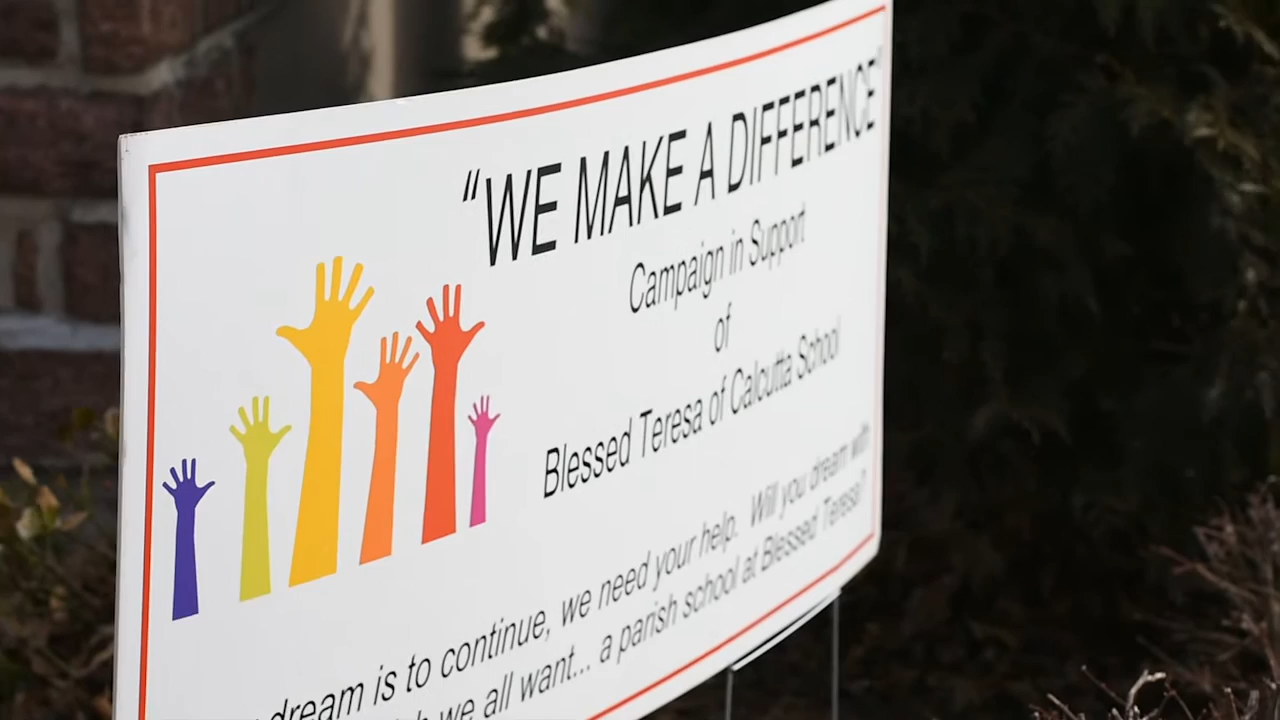 "WE MAKE A DIFFERENCE"
Campaign in Support
of
Blessed Teresa of Calcutta School
dream is to continue, we need your help. Will you dream with
we all want... a parish school at Blessed Teresa?